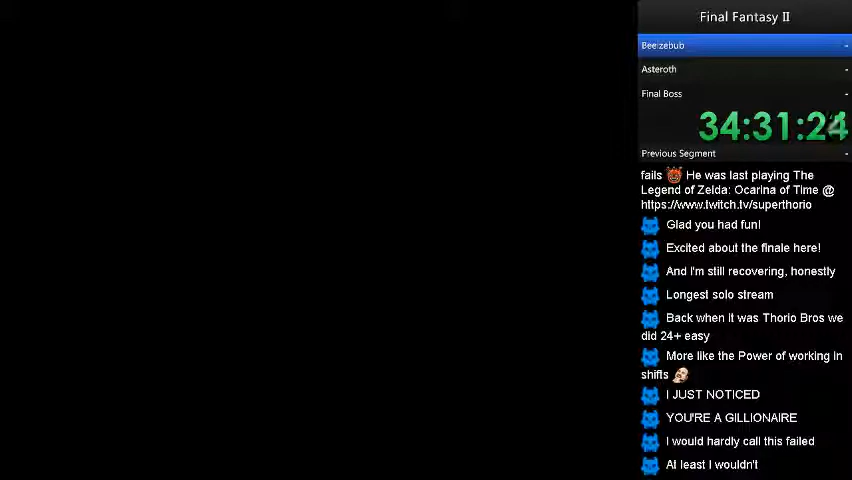 Final Fantasy II
Beelzebub -
Asteroth -
Final Boss -
34:31:24
Previous Segment -
fails He was last playing The
Legend of Zelda: Ocarina of Time @
https://www.twitch.tv/superthorio
Glad you had fun!
Excited about the finale here!
And I'm still recovering, honestly
Longest solo stream
Back when it was Thorio Bros we
did 24+ easy
More like the Power of working in
shifts
I JUST NOTICED
YOU'RE A GILLIONAIRE
I would hardly call this failed
At least I wouldn't